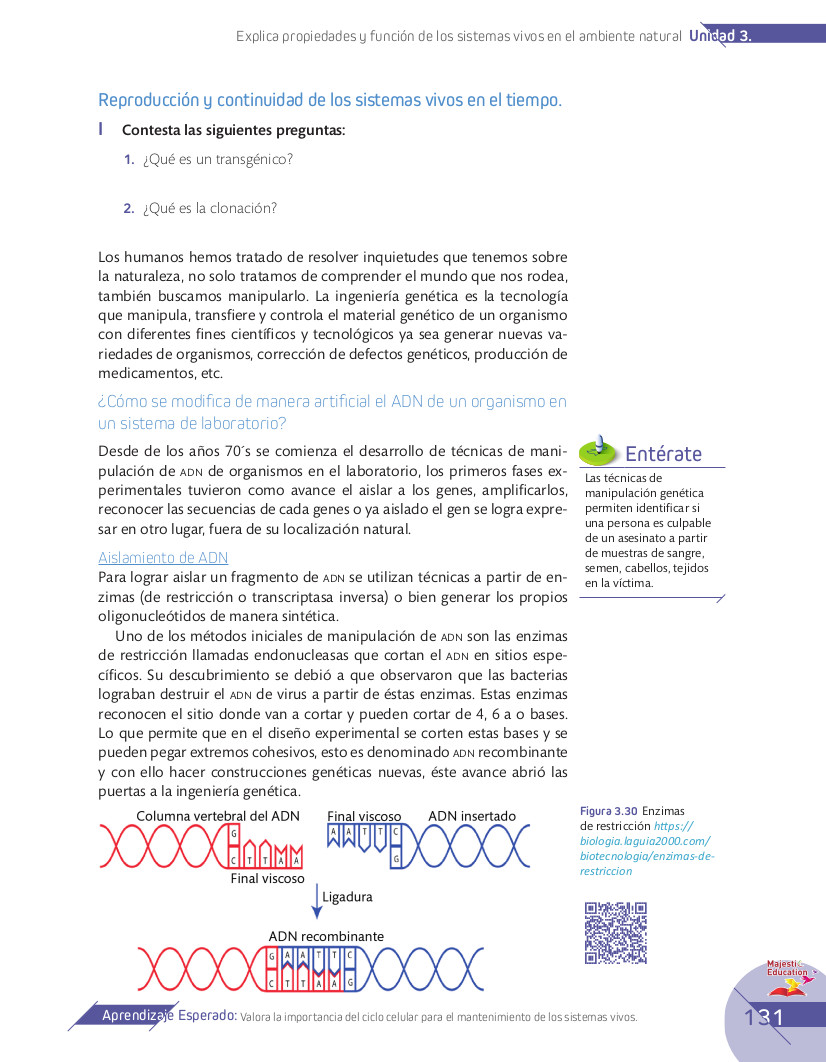 Explica propiedades y función de los sistemas vivos en el ambiente natural Unidad 3.
Reproducción y continuidad de los sistemas vivos en el tiempo.
I Contesta las siguientes preguntas:
1. ¿Qué es un transgénico?
2. ¿Qué es la clonación?
Los humanos hemos tratado de resolver inquietudes que tenemos sobre
la naturaleza, no solo tratamos de comprender el mundo que nos rodea,
también buscamos manipularlo. La ingeniería genética es la tecnología
que manipula, transfiere y controla el material genético de un organismo
con diferentes fines científicos y tecnológicos ya sea generar nuevas va-
riedades de organismos, corrección de defectos genéticos, producción de
medicamentos, etc.
¿Cómo se modifica de manera artificial el ADN de un organismo en
un sistema de laboratorio?
Desde de los años 70´s se comienza el desarrollo de técnicas de mani-
pulación de ADN de organismos en el laboratorio, los primeros fases ex-
perimentales tuvieron como avance el aislar a los genes, amplificarlos,
reconocer las secuencias de cada genes o ya aislado el gen se logra expre-
sar en otro lugar, fuera de su localización natural.
Entérate
Las técnicas de
manipulación genética
permiten identificar si
una persona es culpable
de un asesinato a partir
de muestras de sangre,
semen, cabellos, tejidos
en la víctima.
Aislamiento de ADN
Para lograr aislar un fragmento de ADN se utilizan técnicas a partir de en-
zimas (de restricción o transcriptasa inversa) o bien generar los propios
oligonucleótidos de manera sintética.
Uno de los métodos iniciales de manipulación de ADN son las enzimas
de restricción llamadas endonucleasas que cortan el ADN en sitios espe-
cíficos. Su descubrimiento se debió a que observaron que las bacterias
lograban destruir el ADN de virus a partir de éstas enzimas. Estas enzimas
reconocen el sitio donde van a cortar y pueden cortar de 4, 6 a o bases.
Lo que permite que en el diseño experimental se corten estas bases y se
pueden pegar extremos cohesivos, esto es denominado ADN recombinante
y con ello hacer construcciones genéticas nuevas, éste avance abrió las
puertas a la ingeniería genética.
Columna vertebral del ADN Final viscoso ADN insertado
G A A T T C
C T T A A G
Final viscoso
Ligadura
ADN recombinante
G A A T T C
C T T A A G
Figura 3.30 Enzimas
de restricción https://
biologia.laguia2000.com/
biotecnologia/enzimas-de-
restriccion
Majestic
Education
Aprendizaje Esperado: Valora la importancia del ciclo celular para el mantenimiento de los sistemas vivos.
131